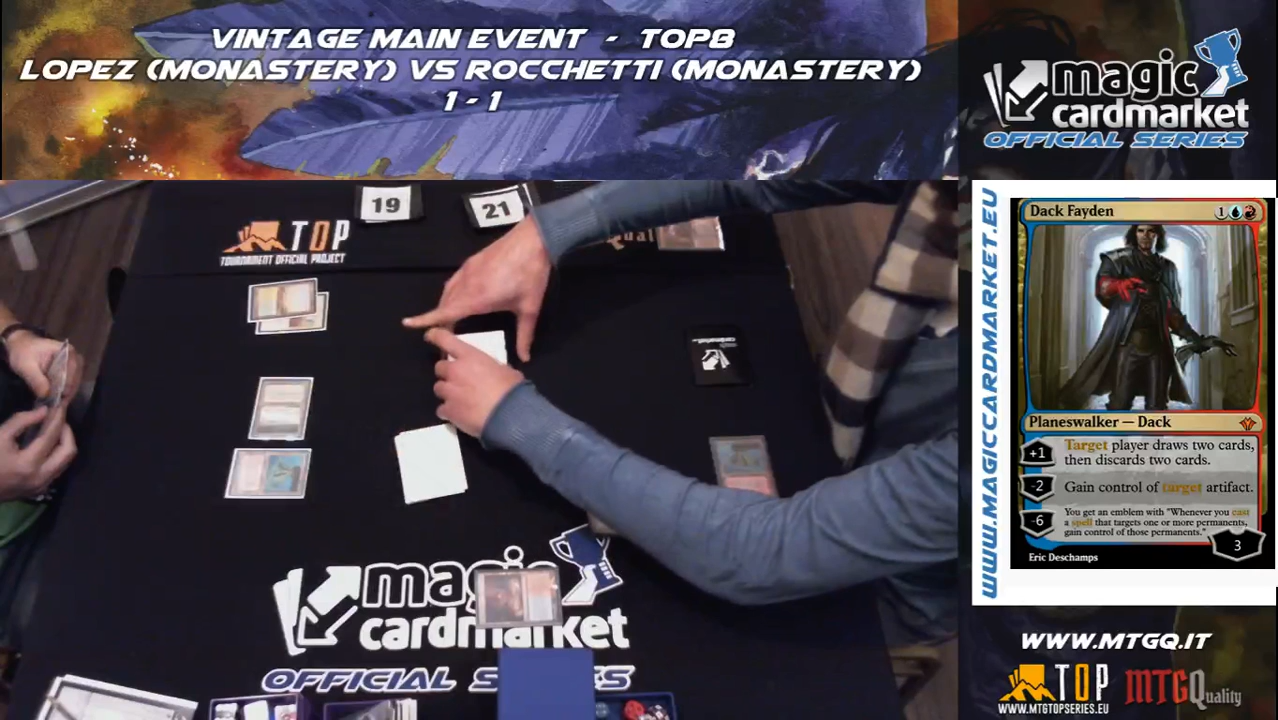 VINTAGE MAIN EVENT - TOP8
LOPEZ (MONASTERY) VS ROCCHETTI (MONASTERY)
1 - 1
magic
cardmarket
OFFICIAL SERIES
19
21
TOP
TOURNAMENT OFFICIAL PROJECT
magic
cardmarket
OFFICIAL SERIES
WWW.MAGICCARDMARKET.EU
Dack Fayden
1
Planeswalker — Dack
+1 Target player draws two cards,
then discards two cards.
-2 Gain control of target artifact.
-6 You get an emblem with "Whenever you cast
a spell that targets one or more permanents,
gain control of those permanents."
3
Eric Deschamps
WWW.MTGQ.IT
TOP
WWW.MTGTOPSERIES.EU
MTGQuality